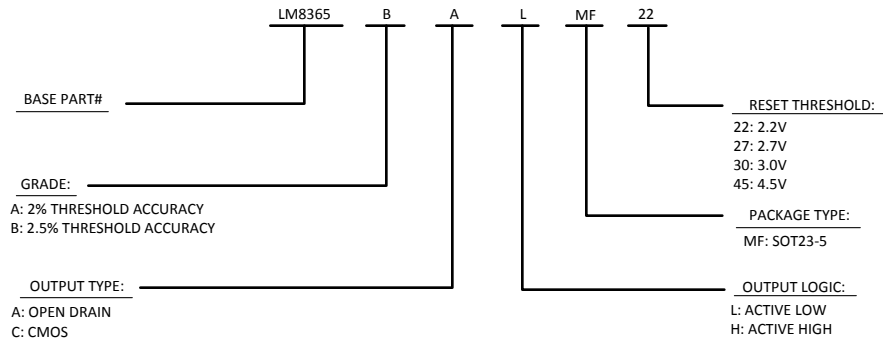 LM8365 B A L MF 22
BASE PART#
RESET THRESHOLD:
22: 2.2V
27: 2.7V
30: 3.0V
45: 4.5V
GRADE:
A: 2% THRESHOLD ACCURACY
B: 2.5% THRESHOLD ACCURACY
PACKAGE TYPE:
MF: SOT23-5
OUTPUT TYPE:
A: OPEN DRAIN
C: CMOS
OUTPUT LOGIC:
L: ACTIVE LOW
H: ACTIVE HIGH